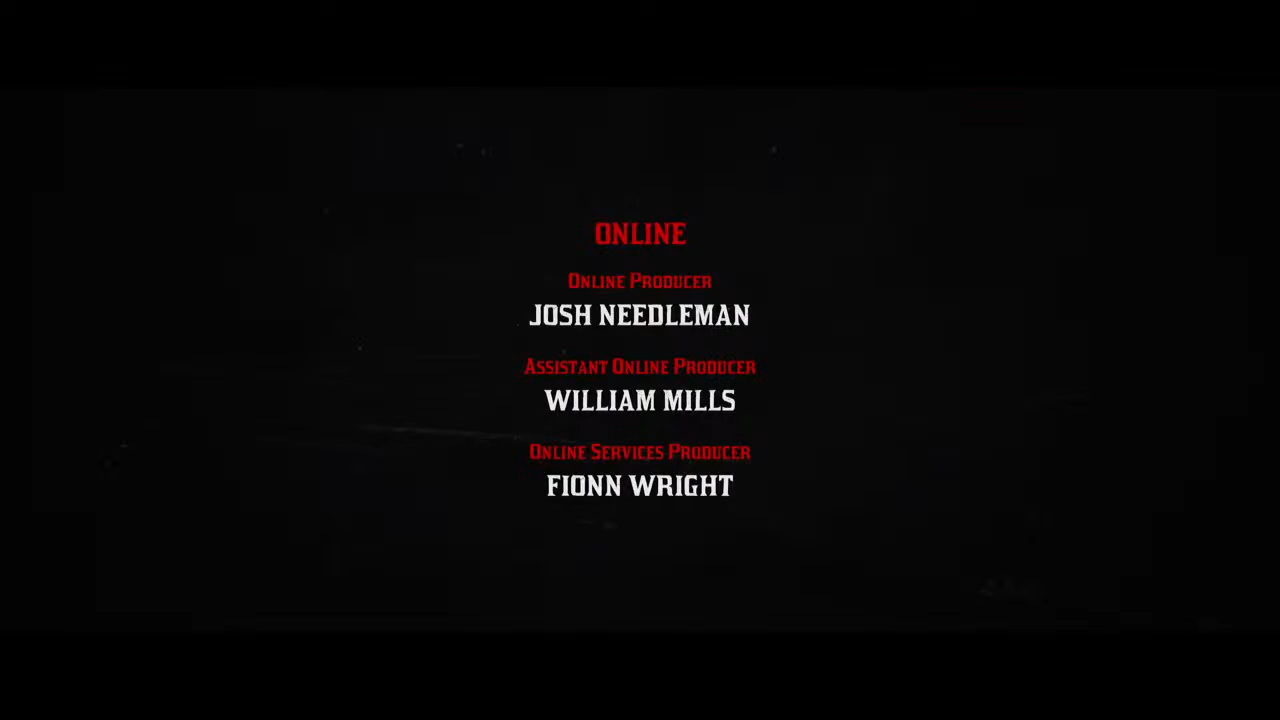 ONLINE
Online Producer
JOSH NEEDLEMAN
Assistant Online Producer
WILLIAM MILLS
Online Services Producer
FIONN WRIGHT